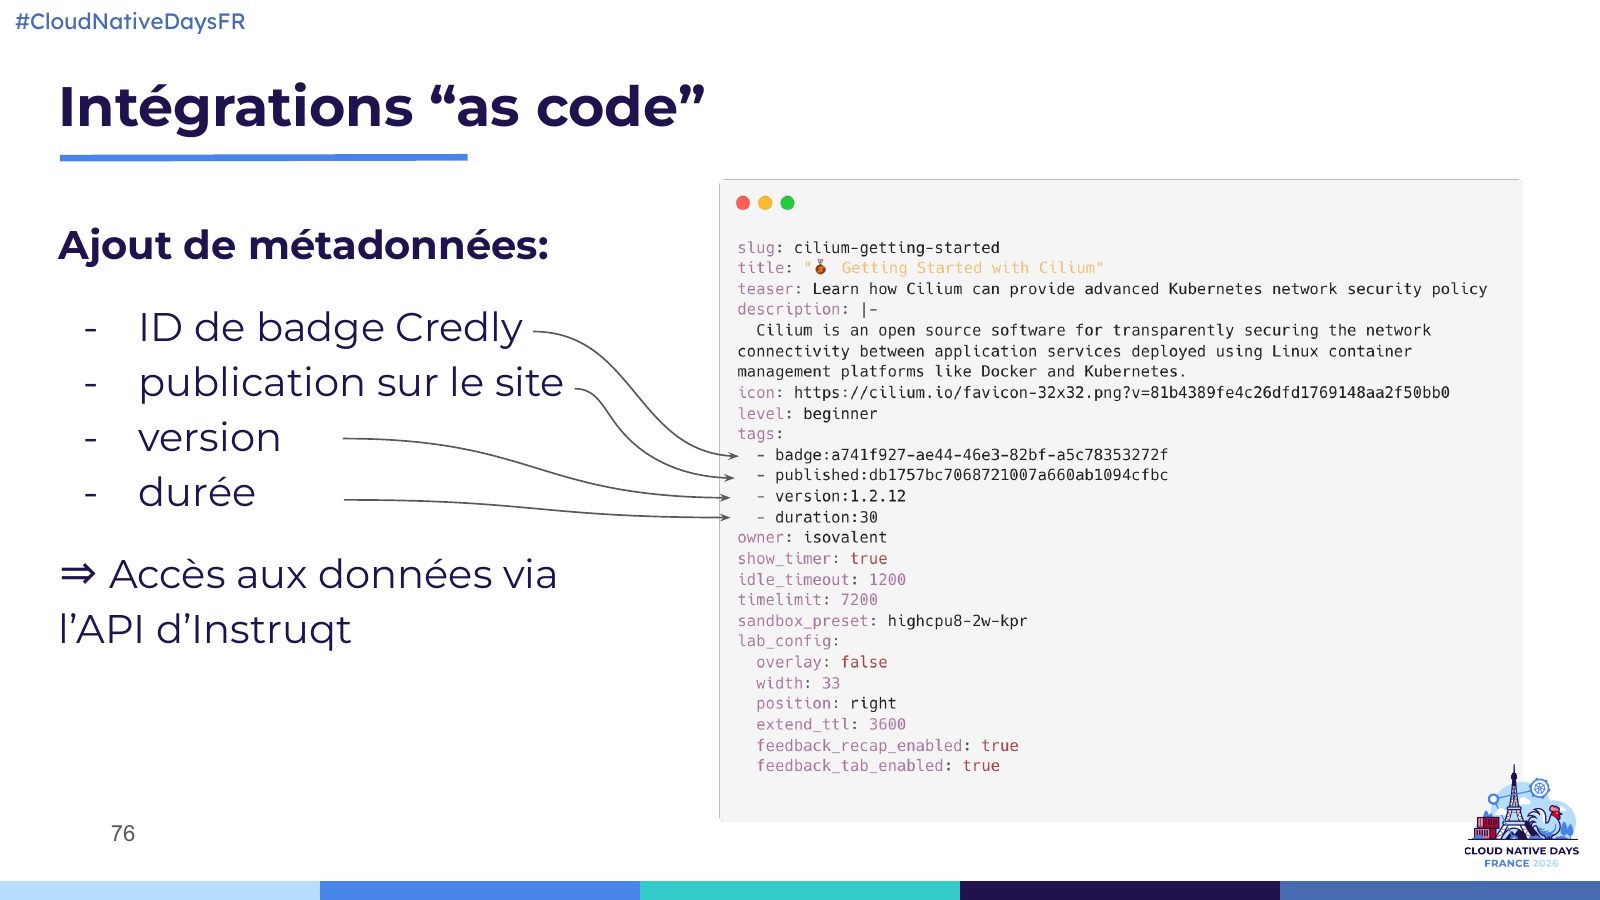 #CloudNativeDaysFR
Intégrations “as code”
Ajout de métadonnées:
- ID de badge Credly
- publication sur le site
- version
- durée
⇒ Accès aux données via
l’API d’Instruqt
slug: cilium-getting-started
title: "🏅 Getting Started with Cilium"
teaser: Learn how Cilium can provide advanced Kubernetes network security policy
description: |-
  Cilium is an open source software for transparently securing the network
connectivity between application services deployed using Linux container
management platforms like Docker and Kubernetes.
icon: https://cilium.io/favicon-32x32.png?v=81b4389fe4c26dfd1769148aa2f50bb0
level: beginner
tags:
  - badge:a741f927-ae44-46e3-82bf-a5c78353272f
  - published:db1757bc7068721007a660ab1094cfbc
  - version:1.2.12
  - duration:30
owner: isovalent
show_timer: true
idle_timeout: 1200
timelimit: 7200
sandbox_preset: highcpu8-2w-kpr
lab_config:
  overlay: false
  width: 33
  position: right
  extend_ttl: 3600
  feedback_recap_enabled: true
  feedback_tab_enabled: true
76
CLOUD NATIVE DAYS
FRANCE 2026